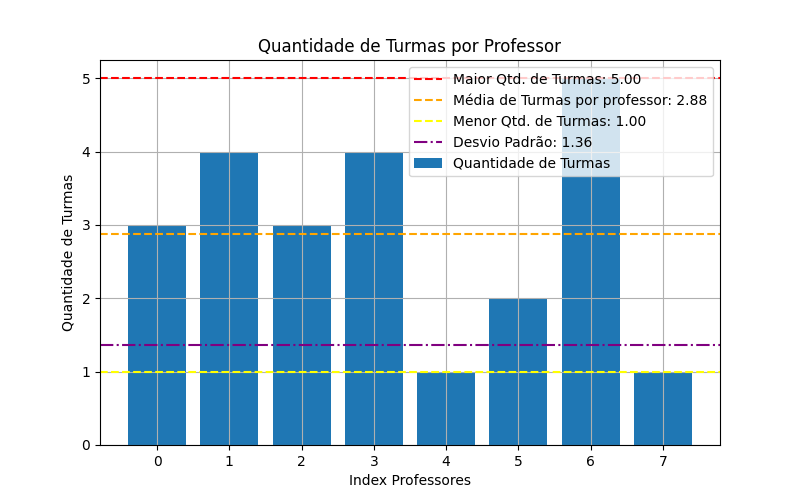 Quantidade de Turmas por Professor
Maior Qtd. de Turmas: 5.00
Média de Turmas por professor: 2.88
Menor Qtd. de Turmas: 1.00
Desvio Padrão: 1.36
Quantidade de Turmas
Quantidade de Turmas
5
4
3
2
1
0
0 1 2 3 4 5 6 7
Index Professores